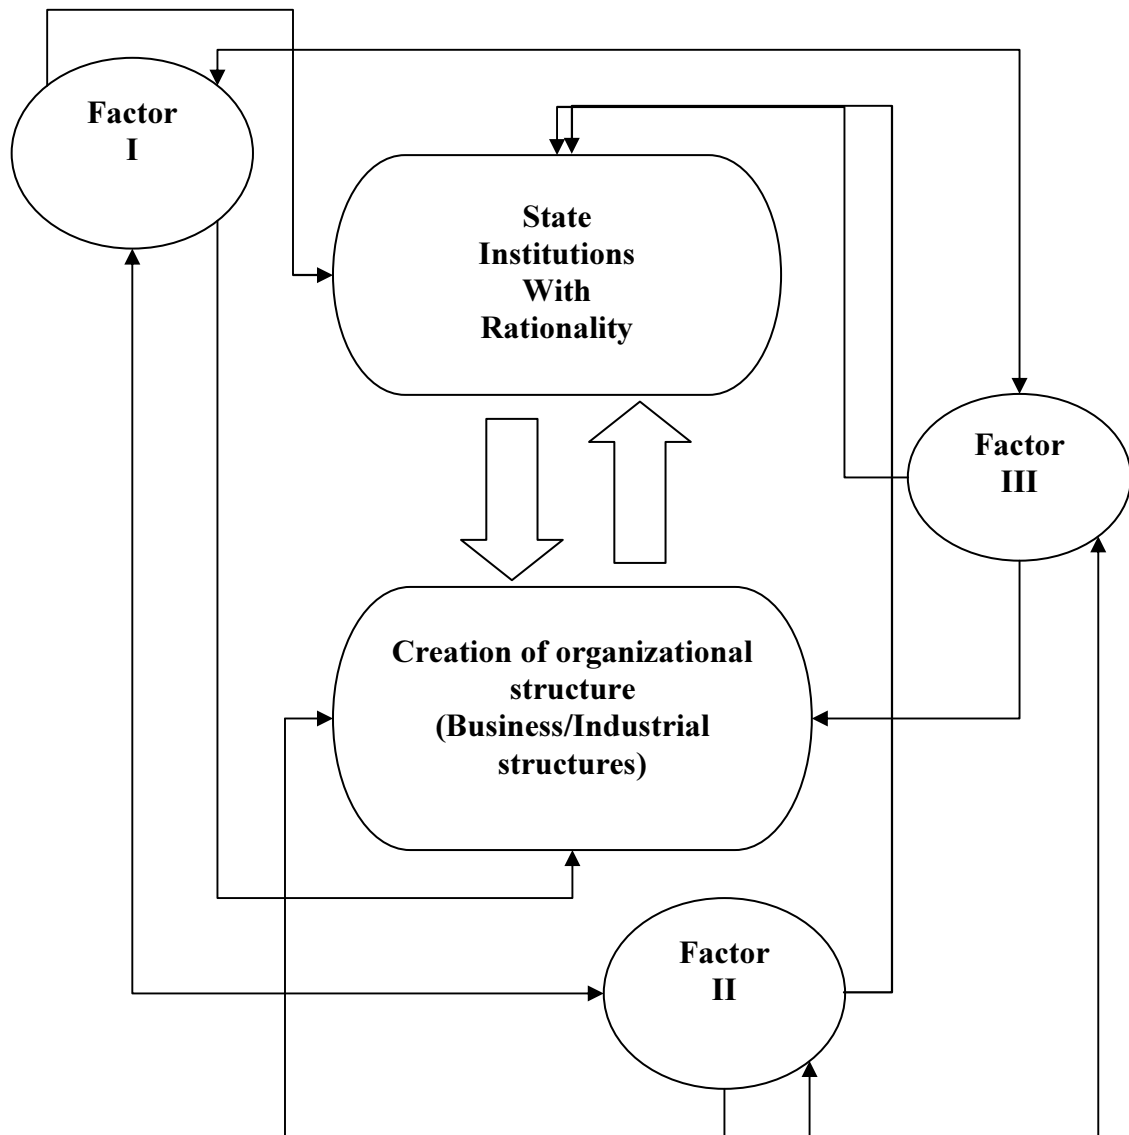 Factor
I
State
Institutions
With
Rationality
Factor
III
Creation of organizational
structure
(Business/Industrial
structures)
Factor
II